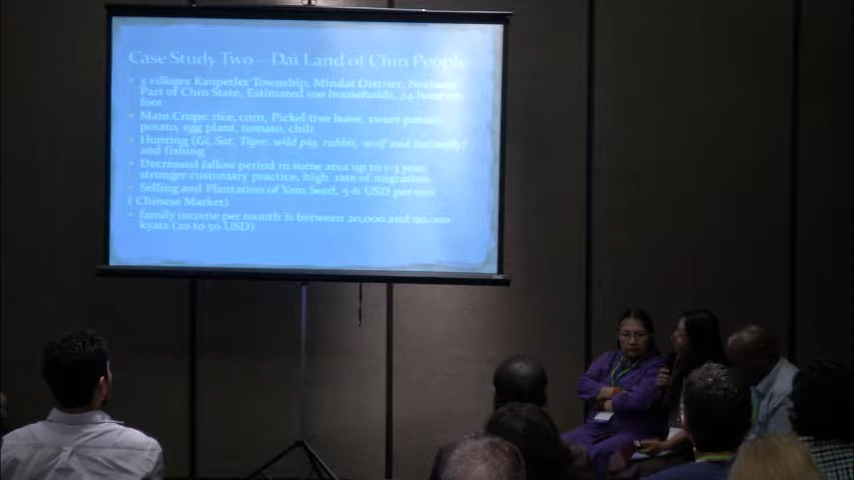 Case Study Two – Dai Land of Chin People
5 villages Kanpetlet Township, Mindat District, Northern
Part of Chin State, Estimated 100 households, 24 hour on
foot
Main Crops: rice, corn, Pickel tree leave, sweet potato,
potato, egg plant, tomato, chili
Hunting (Gi, Sat, Tiger, wild pig, rabbit, wolf and butterfly)
and fishing
Decreased fallow period in some area up to 1-3 year,
stronger customary practice, high rate of migration
Selling and Plantation of Yam Seed, 5-6 USD per
( Chinese Market)
family income per month is between 20,000 and 50,000
kyats (20 to 50 USD)